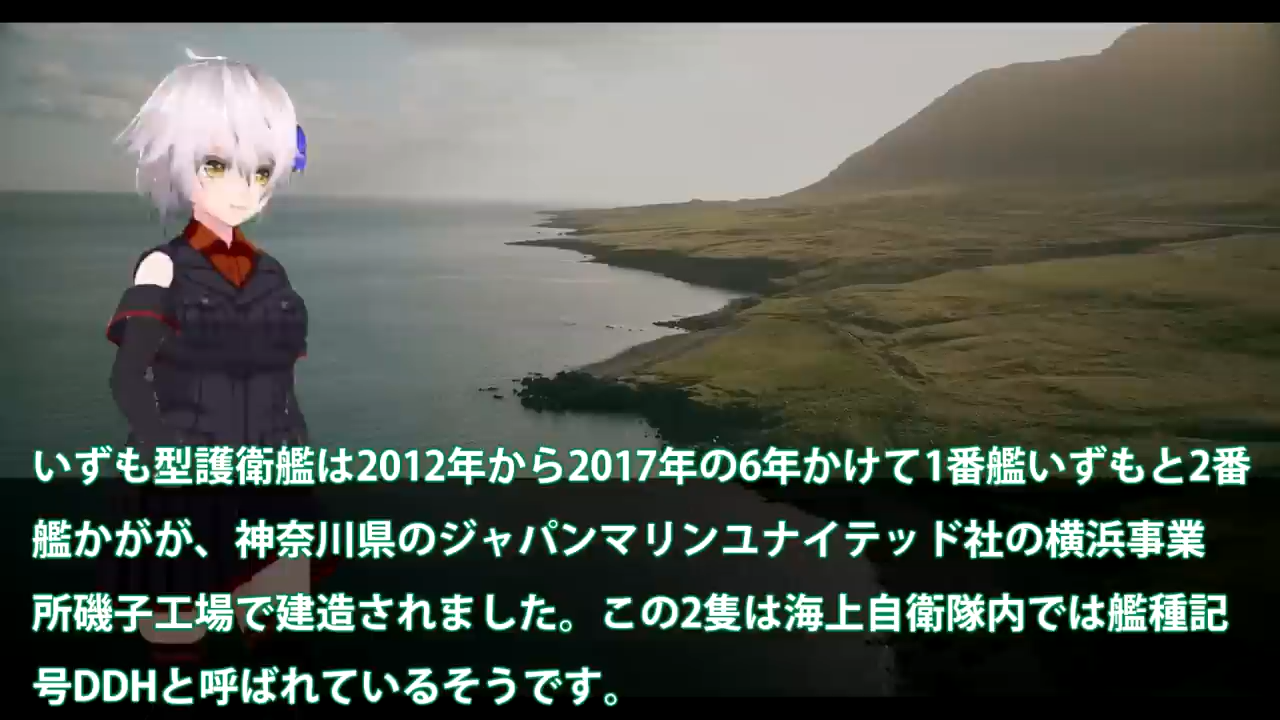 いずも型護衛艦は2012年から2017年の6年かけて1番艦いずもと2番
艦かがが、神奈川県のジャパンマリンユナイテッド社の横浜事業
所磯子工場で建造されました。この2隻は海上自衛隊内では艦種記
号DDHと呼ばれているそうです。